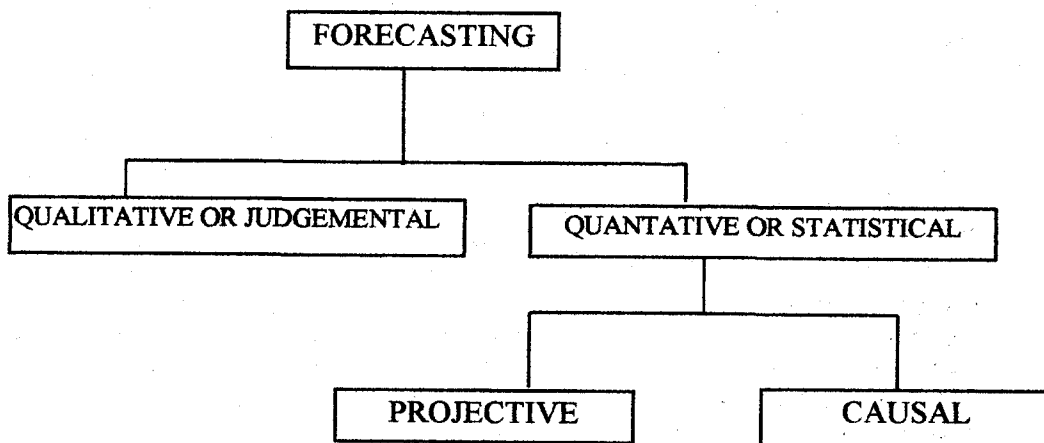 FORECASTING
QUALITATIVE OR JUDGEMENTAL
QUANTATIVE OR STATISTICAL
PROJECTIVE
CAUSAL